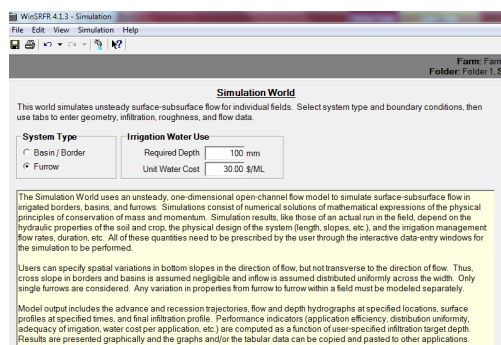 WinSRFR 4.1.3 - Simulation
File Edit View Simulation Help
Farm: Farm
Folder: Folder 1, S
Simulation World
This world simulates unsteady surface-subsurface flow for individual fields. Select system type and boundary conditions, then
use tabs to enter geometry, infiltration, roughness, and flow data.
System Type
Irrigation Water Use
Basin / Border
Required Depth 100 mm
Furrow
Unit Water Cost 30.00 $/ML
The Simulation World uses an unsteady, one-dimensional open-channel flow model to simulate surface-subsurface flow in
irrigated borders, basins, and furrows. Simulations consist of numerical solutions of mathematical expressions of the physical
principles of conservation of mass and momentum. Simulation results, like those of an actual run in the field, depend on the
hydraulic properties of the soil and crop, the physical design of the system (length, slopes, etc.), and the irrigation management
flow rates, duration, etc. All of these quantities need to be prescribed by the user through the interactive data-entry windows for
the simulation to be performed.
Users can specify spatial variations in bottom slopes in the direction of flow, but not transverse to the direction of flow. Thus,
cross slope in borders and basins is assumed negligible and inflow is assumed distributed uniformly across the width. Only
single furrows are considered. Any variation in properties from furrow to furrow within a field must be modeled separately.
Model output includes the advance and recession trajectories, flow and depth hydrographs at specified locations, surface
profiles at specified times, and final infiltration profile. Performance indicators (application efficiency, distribution uniformity,
adequacy of irrigation, water cost per application, etc.) are computed as a function of user-specified infiltration target depth.
Results are presented graphically and the graphs and/or the tabular data can be copied and pasted to other applications.